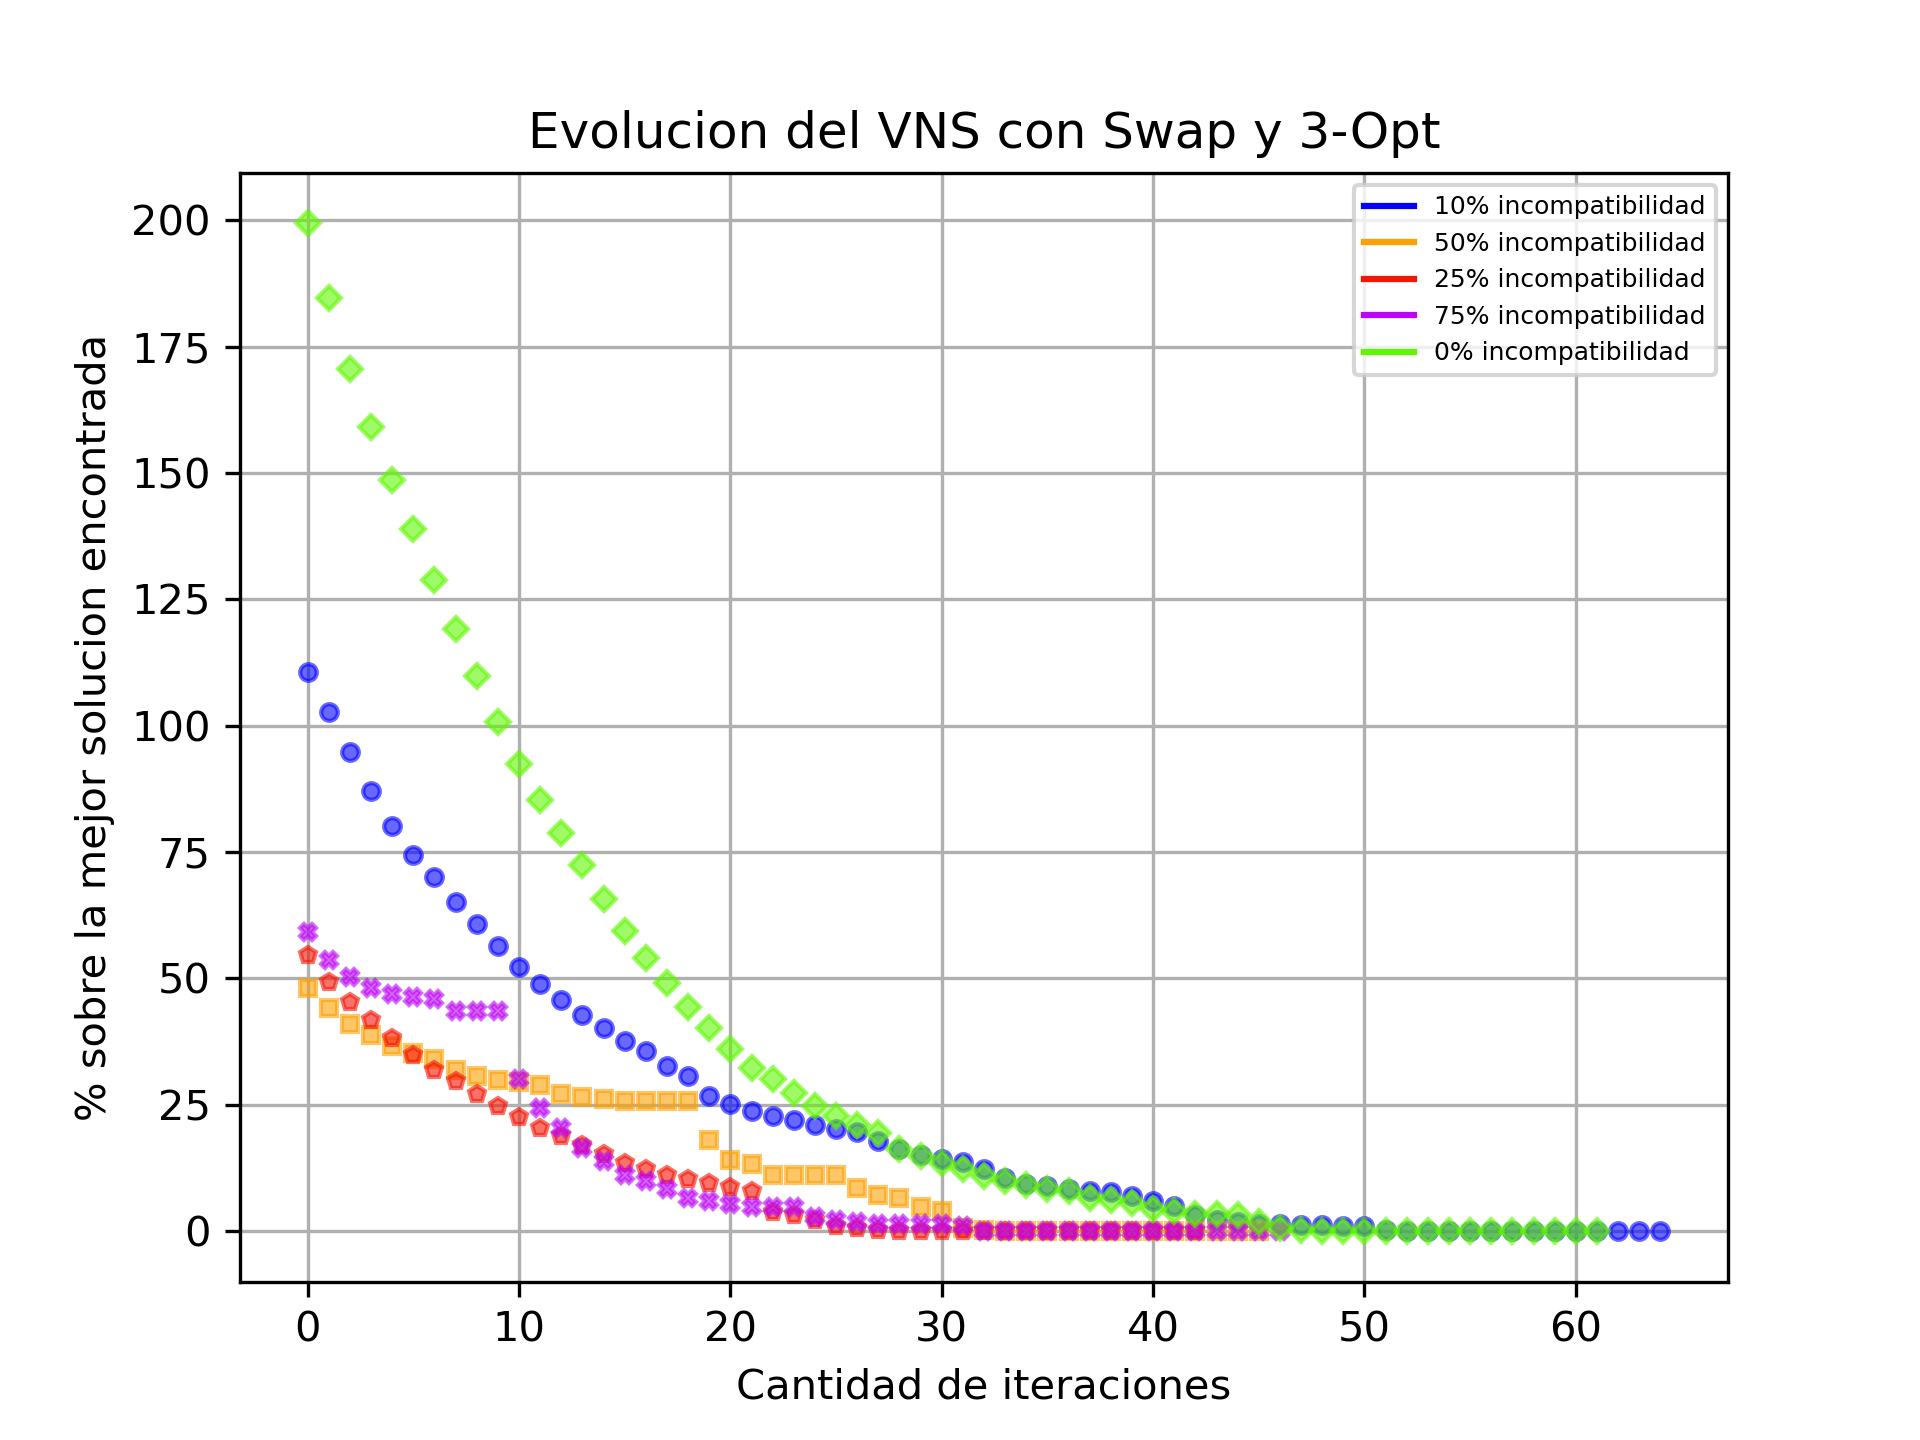 Evolucion del VNS con Swap y 3-Opt
% sobre la mejor solucion encontrada
200
175
150
125
100
75
50
25
0
10% incompatibilidad
50% incompatibilidad
25% incompatibilidad
75% incompatibilidad
0% incompatibilidad
0 10 20 30 40 50 60
Cantidad de iteraciones